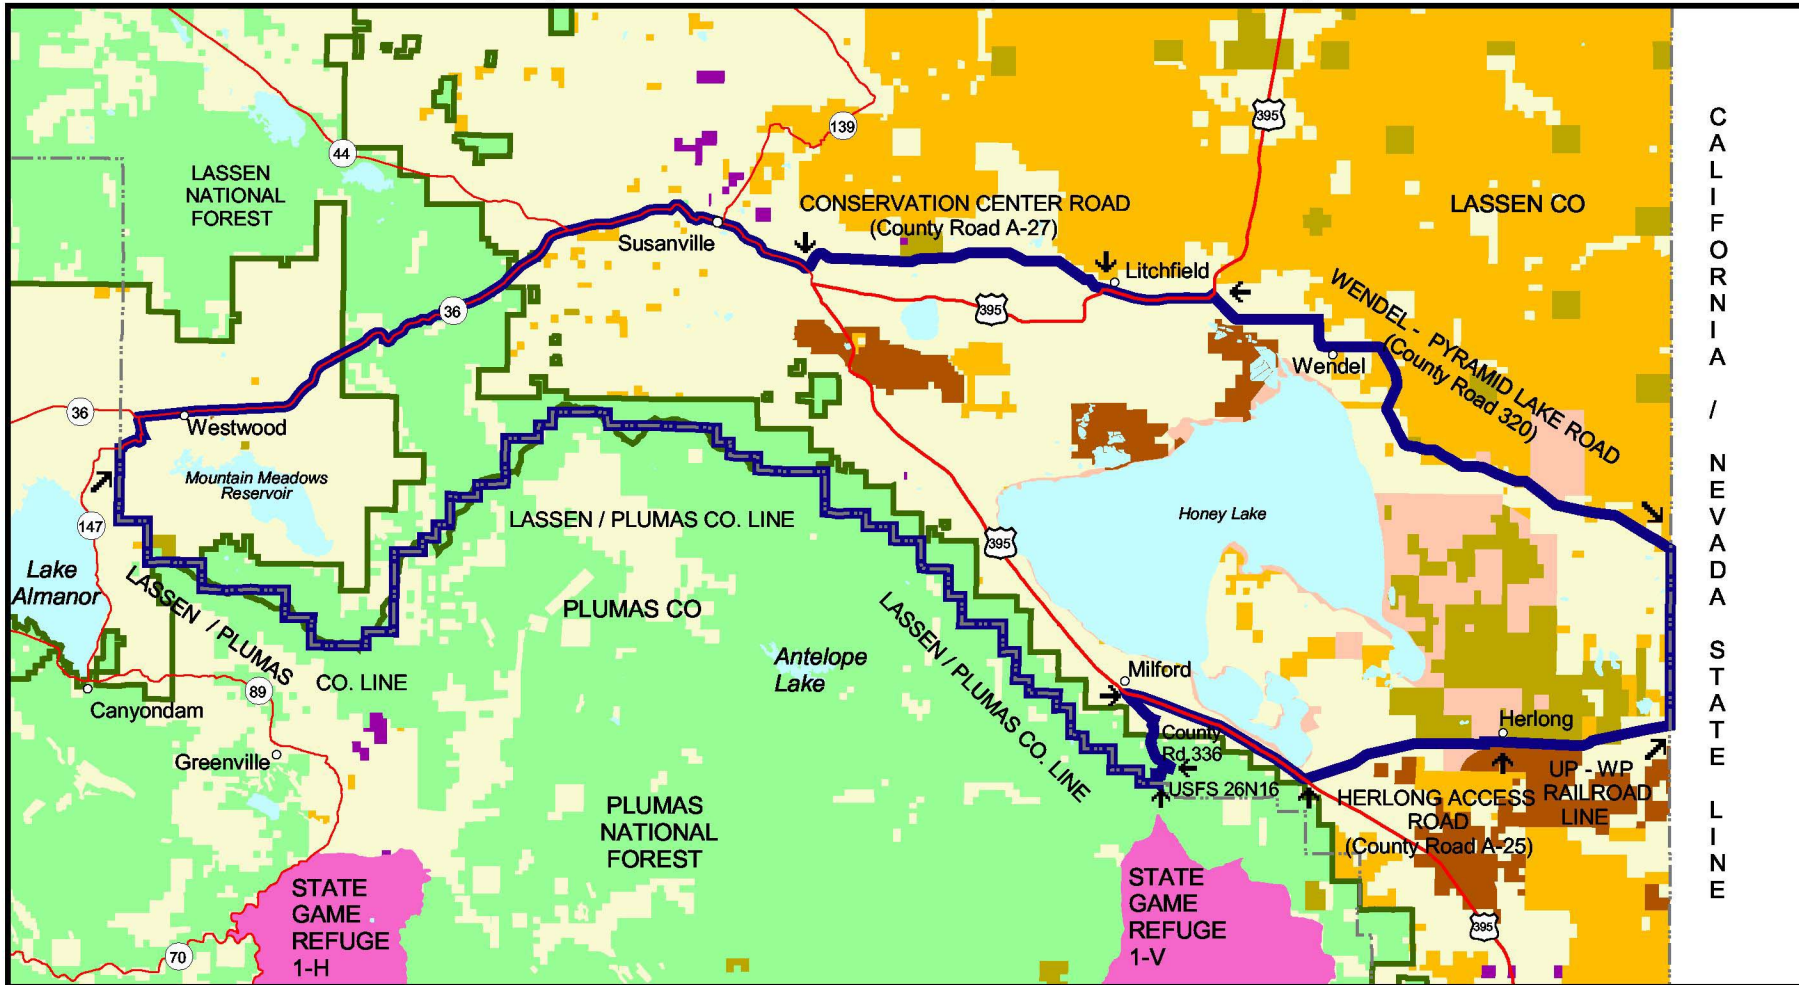 139
395
44
LASSEN
NATIONAL
FOREST
CONSERVATION CENTER ROAD
(County Road A-27)
LASSEN CO
Susanville
Litchfield
36
395
WENDEL - PYRAMID LAKE ROAD
(County Road 320)
Wendel
36
Westwood
Mountain Meadows
Reservoir
147
LASSEN / PLUMAS CO. LINE
395
Honey Lake
Lake
Almanor
LASSEN / PLUMAS
CO. LINE
PLUMAS CO
LASSEN / PLUMAS CO. LINE
Antelope
Lake
Milford
89
Canyondam
Greenville
County
Rd 336
USFS 26N16
Herlong
UP - WP
RAILROAD
LINE
HERLONG ACCESS
ROAD
(County Road A-25)
PLUMAS
NATIONAL
FOREST
STATE
GAME
REFUGE
1-H
STATE
GAME
REFUGE
1-V
395
70
CALIFORNIA / NEVADA STATE LINE